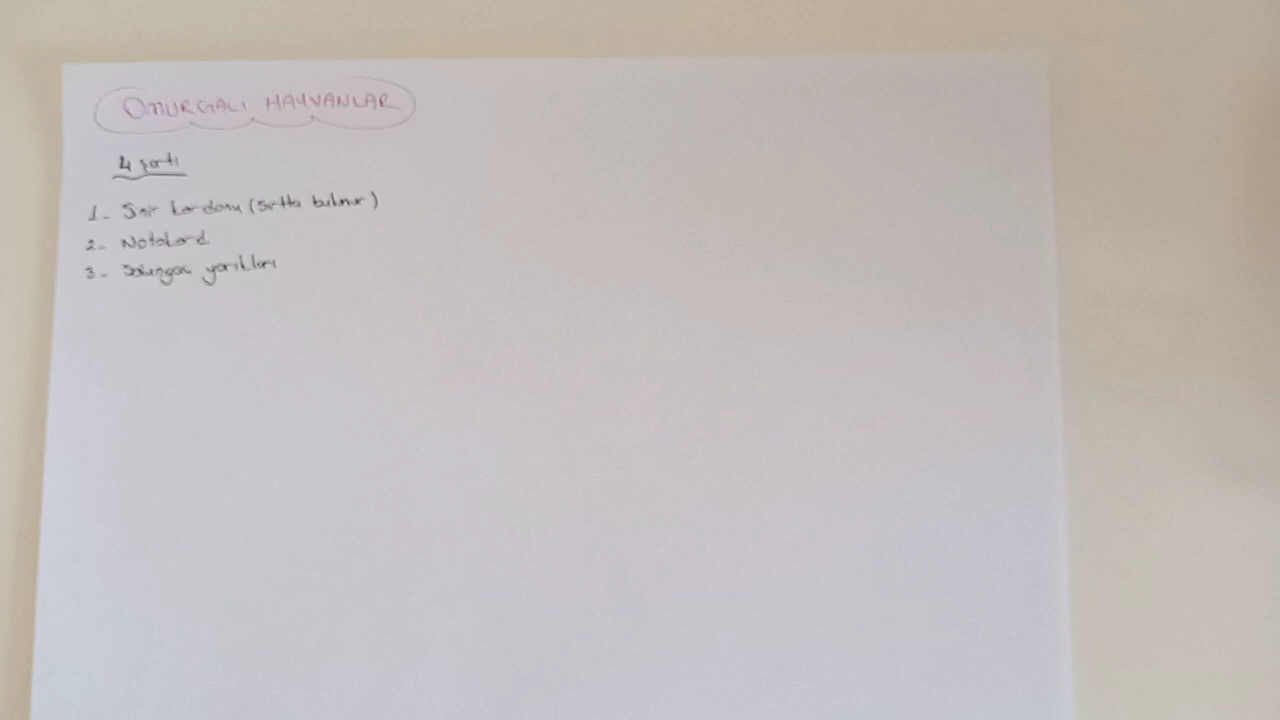 OMURGALI HAYVANLAR
4 şartı
1- Sinir kordonu (sırtta bulunur)
2- Notokord
3- Solungaç yarıkları